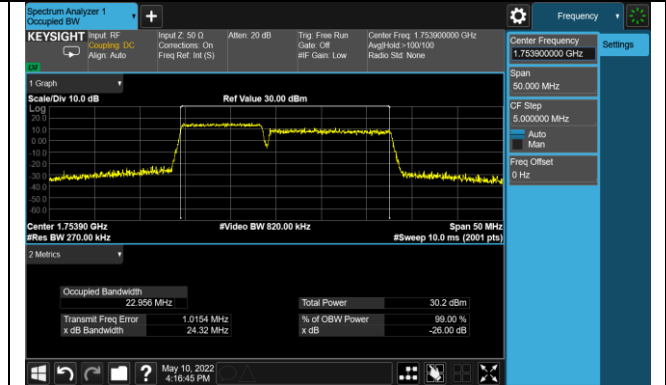 Spectrum Analyzer 1
Occupied BW
Frequency
KEYSIGHT
Input: RF
Coupling: DC
Align: Auto
Input Z: 50 Ω
Corrections: On
Freq Ref: Int (S)
Atten: 20 dB
Trig: Free Run
Gate: Off
#IF Gain: Low
Center Freq: 1.753900000 GHz
Avg|Hold:>100/100
Radio Std: None
Center Frequency
1.753900000 GHz
Settings
Span
50.000 MHz
CF Step
5.000000 MHz
Auto
Man
Freq Offset
0 Hz
1 Graph
Scale/Div 10.0 dB
Ref Value 30.00 dBm
Log
20.0
10.0
0.00
-10.0
-20.0
-30.0
-40.0
-50.0
-60.0
Center 1.75390 GHz
#Video BW 820.00 kHz
Span 50 MHz
#Res BW 270.00 kHz
#Sweep 10.0 ms (2001 pts)
2 Metrics
Occupied Bandwidth
22.956 MHz
Total Power
30.2 dBm
Transmit Freq Error
1.0154 MHz
% of OBW Power
99.00 %
x dB Bandwidth
24.32 MHz
x dB
-26.00 dB
?
May 10, 2022
4:16:45 PM